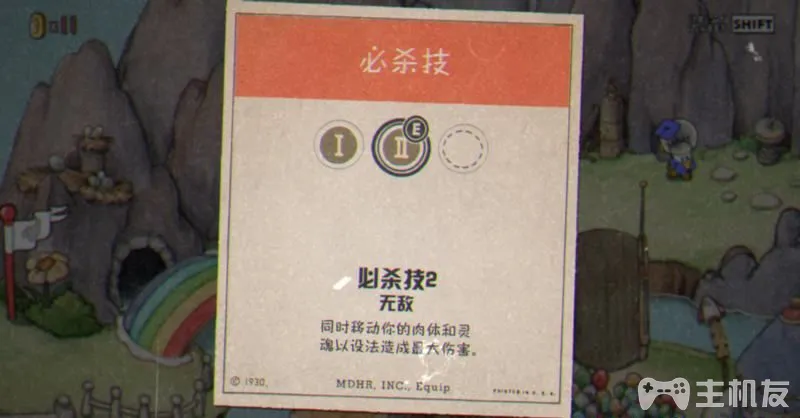 SHIFT
必杀技
I
II
E
必杀技2
无敌
同时移动你的肉体和灵
魂以设法造成最大伤害。
© 1930,
MDHR, INC., Equip
PRINTED IN U. S. A.
主机友